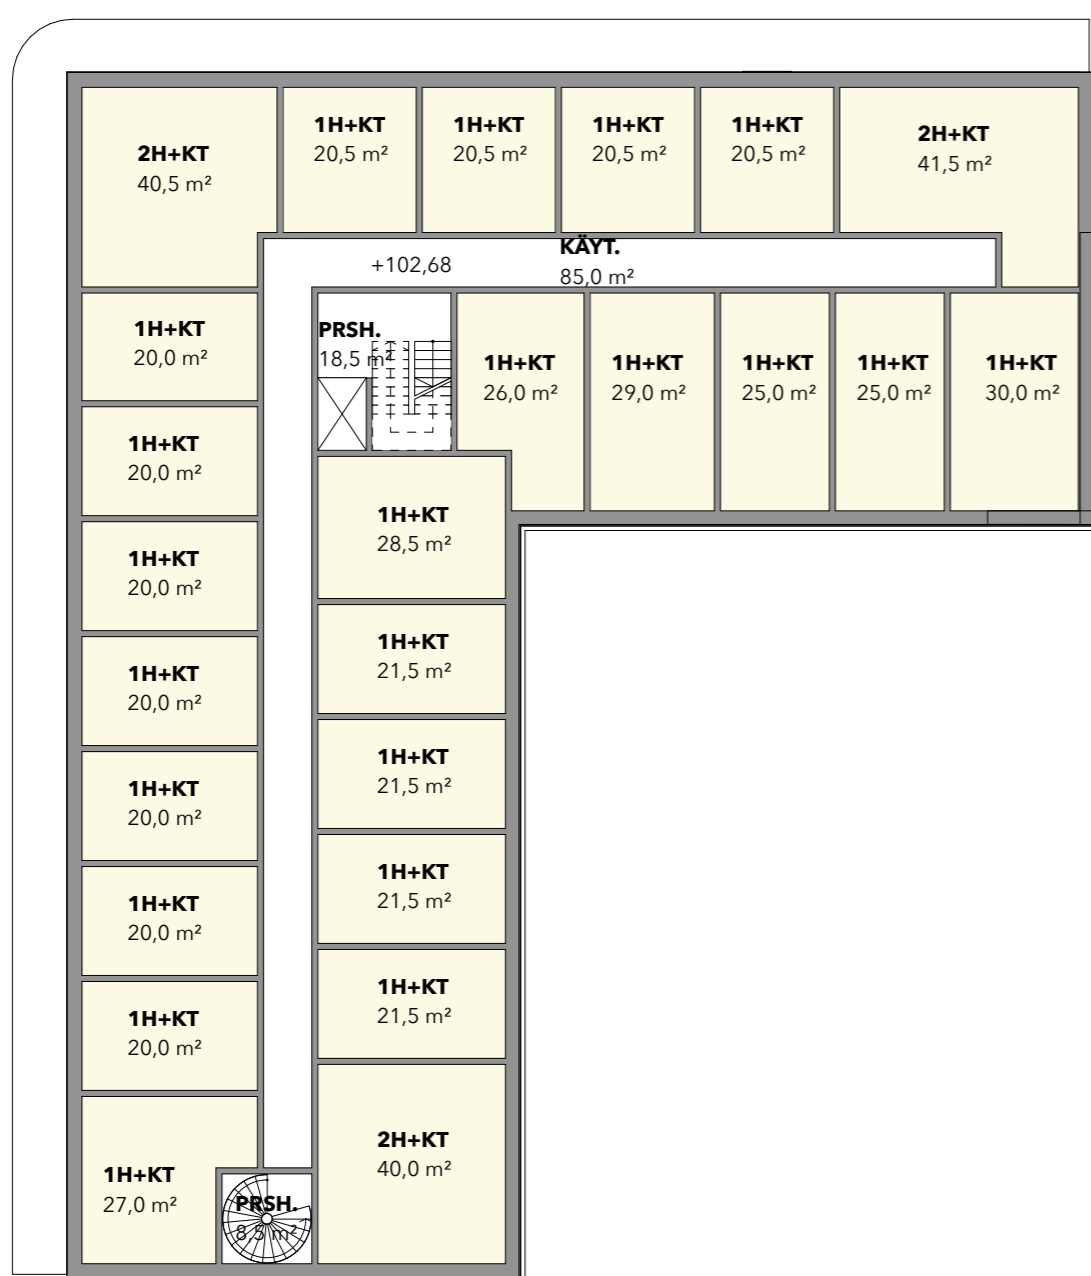 2H+KT
40,5 m²
1H+KT
20,5 m²
1H+KT
20,5 m²
1H+KT
20,5 m²
1H+KT
20,5 m²
2H+KT
41,5 m²
+102,68
KÄYT.
85,0 m²
1H+KT
20,0 m²
PRSH.
18,5 m²
1H+KT
26,0 m²
1H+KT
29,0 m²
1H+KT
25,0 m²
1H+KT
25,0 m²
1H+KT
30,0 m²
1H+KT
20,0 m²
1H+KT
28,5 m²
1H+KT
20,0 m²
1H+KT
21,5 m²
1H+KT
20,0 m²
1H+KT
21,5 m²
1H+KT
20,0 m²
1H+KT
21,5 m²
1H+KT
20,0 m²
1H+KT
21,5 m²
1H+KT
20,0 m²
2H+KT
40,0 m²
1H+KT
27,0 m²
PRSH.
8,5 m²